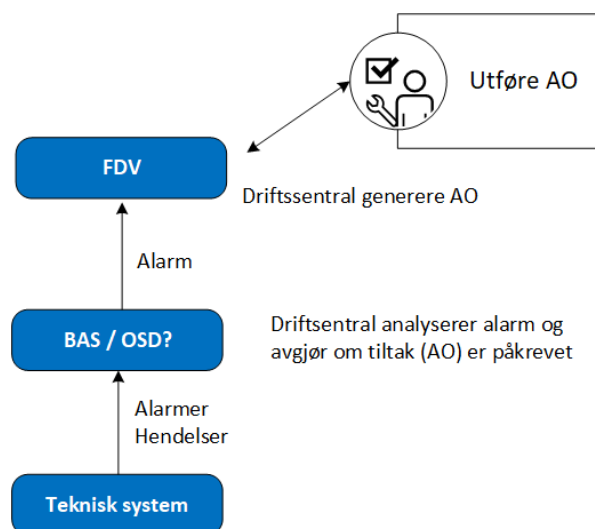 Utføre AO
FDV
Driftssentral generere AO
Alarm
BAS / OSD?
Driftsentral analyserer alarm og
avgjør om tiltak (AO) er påkrevet
Alarmer
Hendelser
Teknisk system